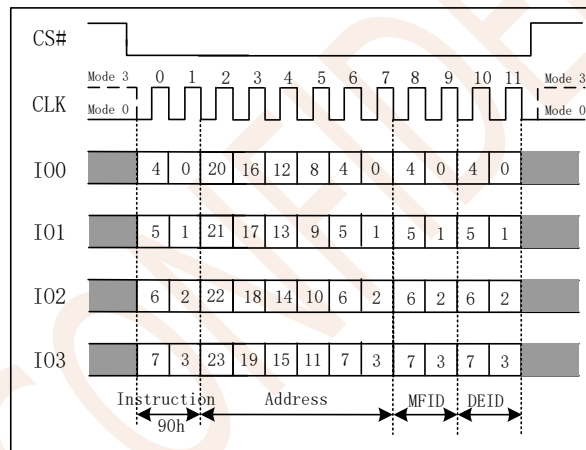 CS#
Mode 3 0 1 2 3 4 5 6 7 8 9 10 11 Mode 3
CLK Mode 0 Mode 0
IO0 4 0 20 16 12 8 4 0 4 0 4 0
IO1 5 1 21 17 13 9 5 1 5 1 5 1
IO2 6 2 22 18 14 10 6 2 6 2 6 2
IO3 7 3 23 19 15 11 7 3 7 3 7 3
Instruction Address MFID DEID
90h